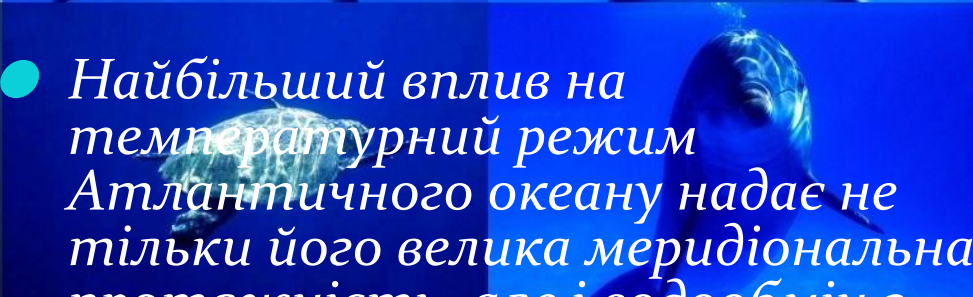 Найбільший вплив на
температурний режим
Атлантичного океану надає не
тільки його велика меридіональна